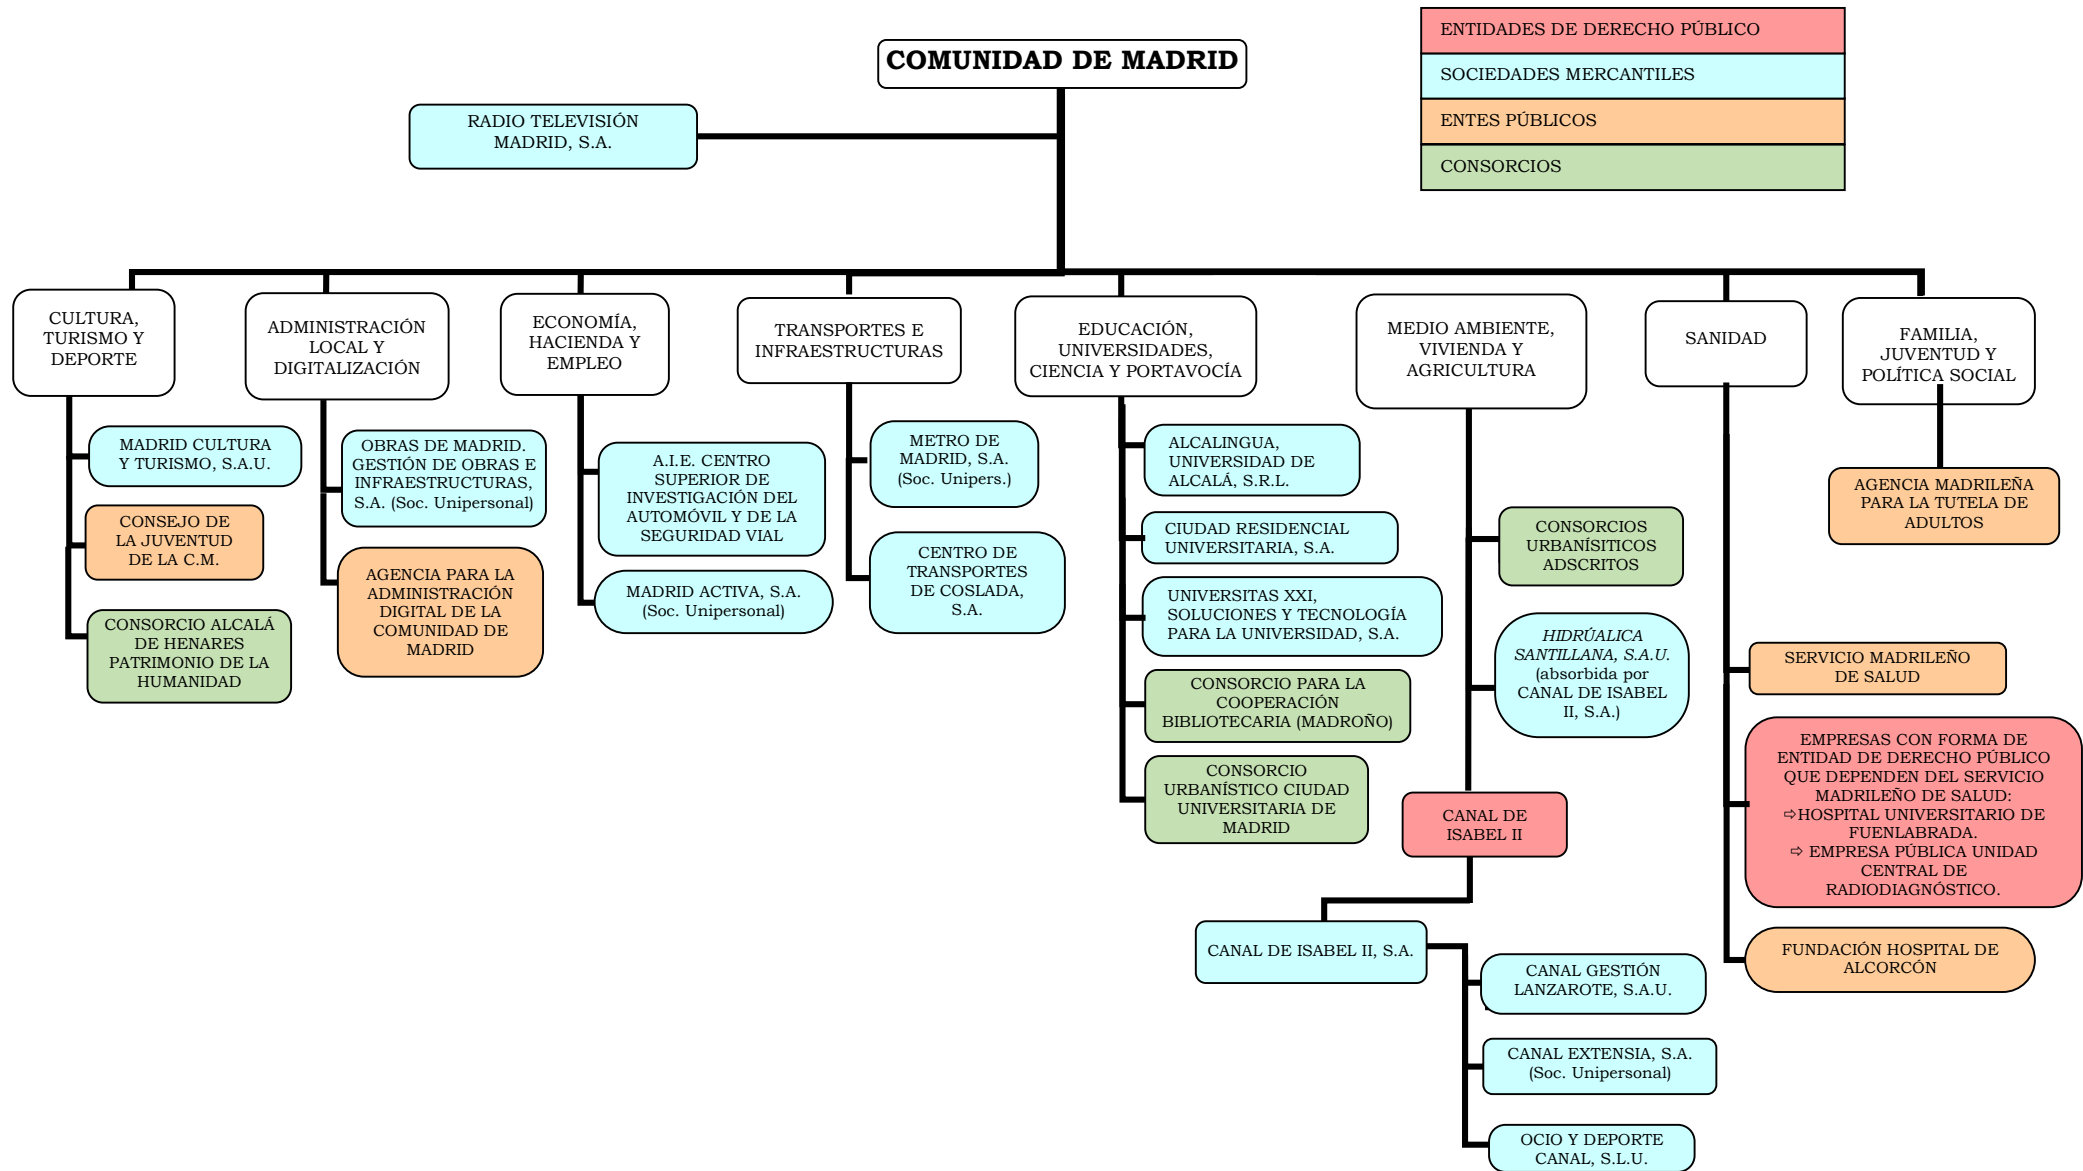 COMUNIDAD DE MADRID
ENTIDADES DE DERECHO PÚBLICO
SOCIEDADES MERCANTILES
ENTES PÚBLICOS
CONSORCIOS
RADIO TELEVISIÓN
MADRID, S.A.
CULTURA,
TURISMO Y
DEPORTE
MADRID CULTURA
Y TURISMO, S.A.U.
CONSEJO DE
LA JUVENTUD
DE LA C.M.
CONSORCIO ALCALÁ
DE HENARES
PATRIMONIO DE LA
HUMANIDAD
ADMINISTRACIÓN
LOCAL Y
DIGITALIZACIÓN
OBRAS DE MADRID.
GESTIÓN DE OBRAS E
INFRAESTRUCTURAS,
S.A. (Soc. Unipersonal)
AGENCIA PARA LA
ADMINISTRACIÓN
DIGITAL DE LA
COMUNIDAD DE
MADRID
ECONOMÍA,
HACIENDA Y
EMPLEO
A.I.E. CENTRO
SUPERIOR DE
INVESTIGACIÓN DEL
AUTOMÓVIL Y DE LA
SEGURIDAD VIAL
MADRID ACTIVA, S.A.
(Soc. Unipersonal)
TRANSPORTES E
INFRAESTRUCTURAS
METRO DE
MADRID, S.A.
(Soc. Unipers.)
CENTRO DE
TRANSPORTES
DE COSLADA,
S.A.
EDUCACIÓN,
UNIVERSIDADES,
CIENCIA Y PORTAVOCÍA
ALCALINGUA,
UNIVERSIDAD DE
ALCALÁ, S.R.L.
CIUDAD RESIDENCIAL
UNIVERSITARIA, S.A.
UNIVERSITAS XXI,
SOLUCIONES Y TECNOLOGÍA
PARA LA UNIVERSIDAD, S.A.
CONSORCIO PARA LA
COOPERACIÓN
BIBLIOTECARIA (MADROÑO)
CONSORCIO
URBANÍSTICO CIUDAD
UNIVERSITARIA DE
MADRID
MEDIO AMBIENTE,
VIVIENDA Y
AGRICULTURA
CONSORCIOS
URBANÍSITICOS
ADSCRITOS
HIDRÚALICA
SANTILLANA, S.A.U.
(absorbida por
CANAL DE ISABEL
II, S.A.)
CANAL DE
ISABEL II
CANAL DE ISABEL II, S.A.
CANAL GESTIÓN
LANZAROTE, S.A.U.
CANAL EXTENSIA, S.A.
(Soc. Unipersonal)
OCIO Y DEPORTE
CANAL, S.L.U.
SANIDAD
SERVICIO MADRILEÑO
DE SALUD
EMPRESAS CON FORMA DE
ENTIDAD DE DERECHO PÚBLICO
QUE DEPENDEN DEL SERVICIO
MADRILEÑO DE SALUD:
⇨HOSPITAL UNIVERSITARIO DE
FUENLABRADA.
⇨ EMPRESA PÚBLICA UNIDAD
CENTRAL DE
RADIODIAGNÓSTICO.
FUNDACIÓN HOSPITAL DE
ALCORCÓN
FAMILIA,
JUVENTUD Y
POLÍTICA SOCIAL
AGENCIA MADRILEÑA
PARA LA TUTELA DE
ADULTOS